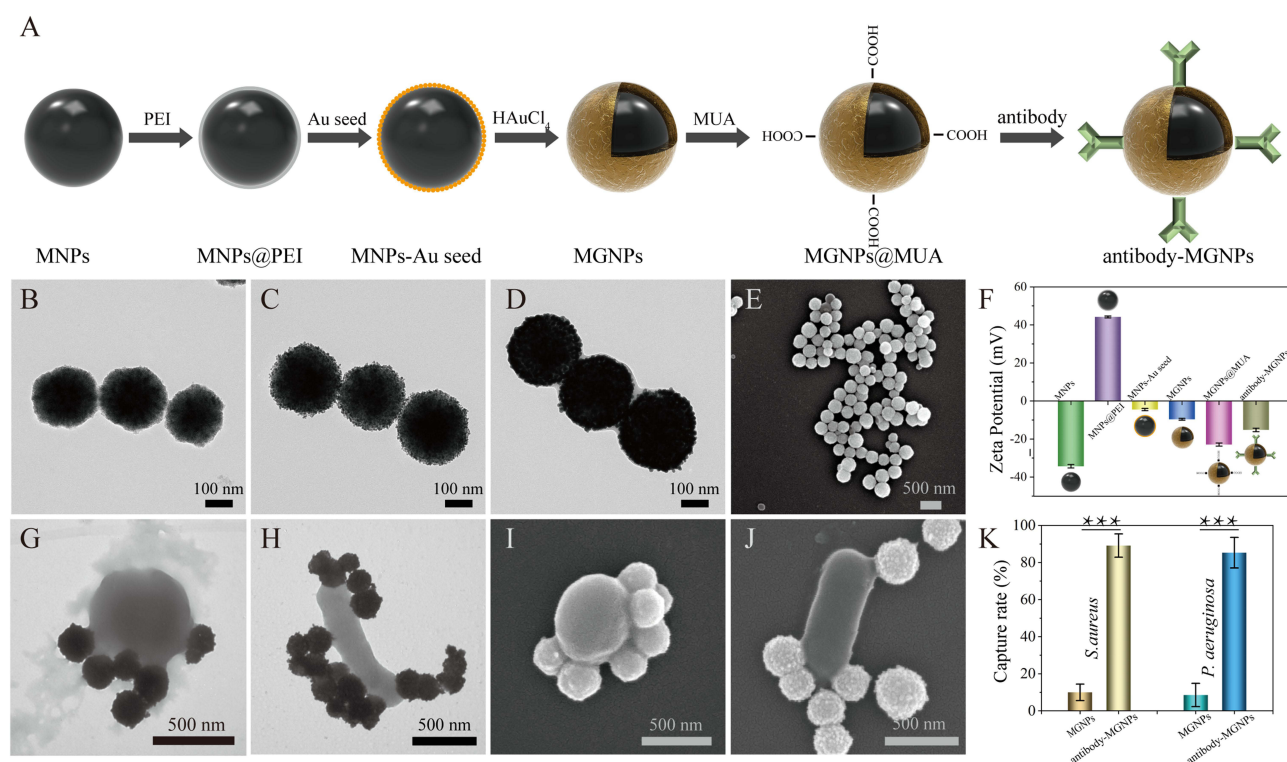 A
PEI
Au seed
HAuCl4
MUA
antibody
COOH
HOOC
COOH
COOH
MNPs
MNPs@PEI
MNPs-Au seed
MGNPs
MGNPs@MUA
antibody-MGNPs
B
100 nm
C
100 nm
D
100 nm
E
500 nm
F
Zeta Potential (mV)
60
40
20
0
-20
-40
MNPs
MNPs@PEI
MNPs-Au seed
MGNPs
MGNPs@MUA
antibody-MGNPs
G
500 nm
H
500 nm
I
500 nm
J
500 nm
K
Capture rate (%)
100
80
60
40
20
0
***
***
S.aureus
P. aeruginosa
MGNPs
antibody-MGNPs
MGNPs
antibody-MGNPs